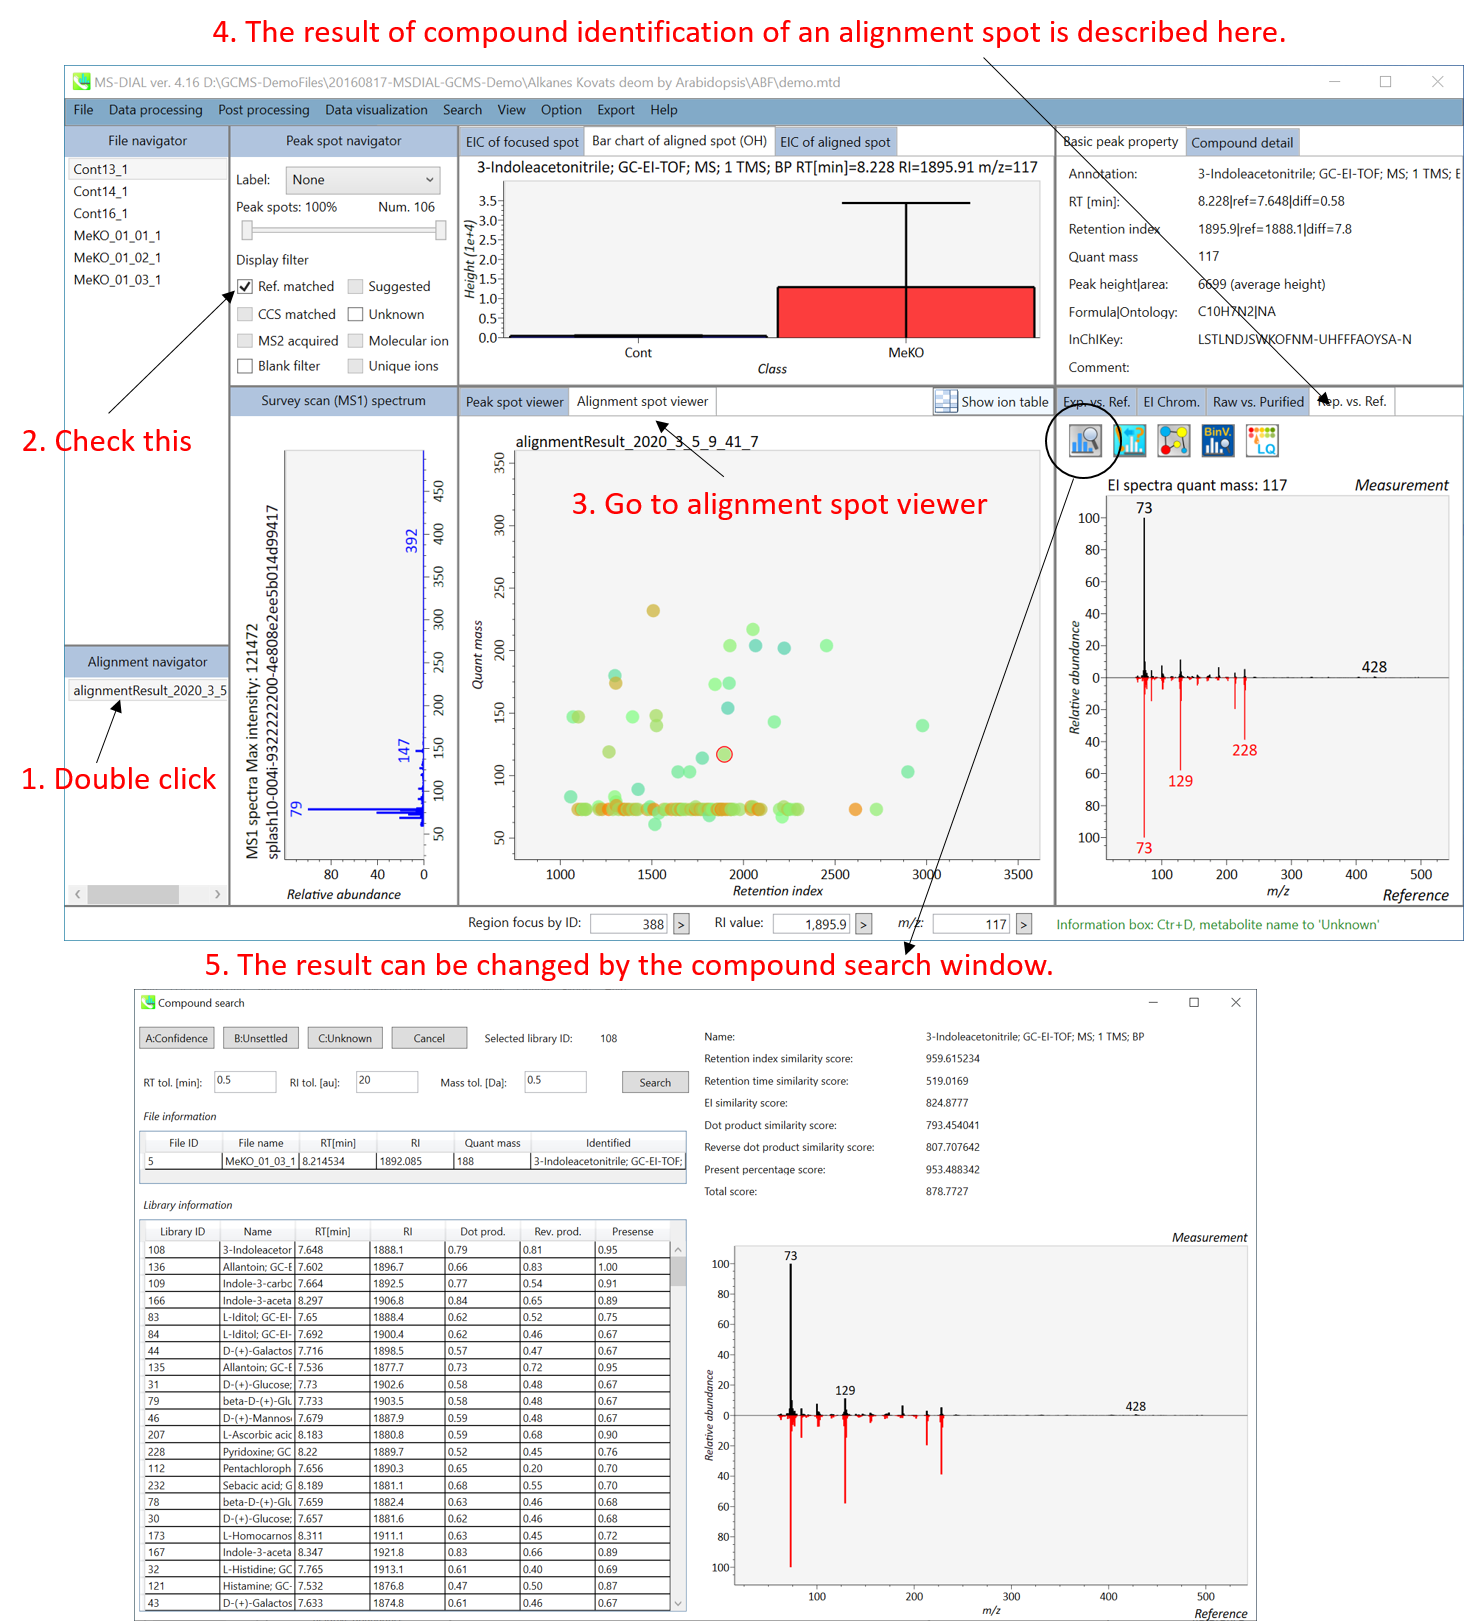 4. The result of compound identification of an alignment spot is described here.
MS-DIAL ver. 4.16 D:\GCMS-DemoFiles\20160817-MSDIAL-GCMS-Demo\Alkanes Kovats deom by Arabidopsis\ABF\demo.mtd
File Data processing Post processing Data visualization Search View Option Export Help
File navigator
Cont13_1
Cont14_1
Cont16_1
MeKO_01_01_1
MeKO_01_02_1
MeKO_01_03_1
Peak spot navigator
Label: None
Peak spots: 100% Num. 106
Display filter
Ref. matched Suggested
CCS matched Unknown
MS2 acquired Molecular ion
Blank filter Unique ions
EIC of focused spot Bar chart of aligned spot (OH) EIC of aligned spot
3-Indoleacetonitrile; GC-EI-TOF; MS; 1 TMS; BP RT[min]=8.228 RI=1895.91 m/z=117
Height (1e+4)
3.5
3.0
2.5
2.0
1.5
1.0
0.5
0.0
Cont MeKO
Class
Basic peak property Compound detail
Annotation: 3-Indoleacetonitrile; GC-EI-TOF; MS; 1 TMS; E
RT [min]: 8.228|ref=7.648|diff=0.58
Retention index 1895.9|ref=1888.1|diff=7.8
Quant mass 117
Peak height|area: 6699 (average height)
Formula|Ontology: C10H7N2|NA
InChIKey: LSTLNDJSWKOFNM-UHFFFAOYSA-N
Comment:
2. Check this
Survey scan (MS1) spectrum
MS1 spectra Max intensity: 121472
splash10-004i-9322222200-4e808e2ee5b014d99417
392
147
79
450
400
350
300
250
200
150
100
50
80 40 0
Relative abundance
Peak spot viewer Alignment spot viewer Show ion table
alignmentResult_2020_3_5_9_41_7
3. Go to alignment spot viewer
Quant mass
350
300
250
200
150
100
50
1000 1500 2000 2500 3000 3500
Retention index
Exp. vs. Ref. EI Chrom. Raw vs. Purified Rep. vs. Ref.
BinV. LQ
EI spectra quant mass: 117 Measurement
Relative abundance
100
80
60
40
20
0
20
40
60
80
100
73
428
228
129
73
100 200 300 400 500
m/z
Reference
Alignment navigator
alignmentResult_2020_3_5
1. Double click
Region focus by ID: 388 > RI value: 1,895.9 > m/z: 117 > Information box: Ctr+D, metabolite name to 'Unknown'
5. The result can be changed by the compound search window.
Compound search
A:Confidence B:Unsettled C:Unknown Cancel Selected library ID: 108
RT tol. [min]: 0.5 RI tol. [au]: 20 Mass tol. [Da]: 0.5 Search
File information
File ID File name RT[min] RI Quant mass Identified
5 MeKO_01_03_1 8.214534 1892.085 188 3-Indoleacetonitrile; GC-EI-TOF;
Library information
Library ID Name RT[min] RI Dot prod. Rev. prod. Presense
108 3-Indoleacetor 7.648 1888.1 0.79 0.81 0.95
136 Allantoin; GC-E 7.602 1896.7 0.66 0.83 1.00
109 Indole-3-carbc 7.664 1892.5 0.77 0.54 0.91
166 Indole-3-aceta 8.297 1906.8 0.84 0.65 0.89
83 L-Iditol; GC-EI- 7.65 1888.4 0.62 0.52 0.75
84 L-Iditol; GC-EI- 7.692 1900.4 0.62 0.46 0.67
44 D-(+)-Galactos 7.716 1898.5 0.57 0.47 0.67
135 Allantoin; GC-E 7.536 1877.7 0.73 0.72 0.95
31 D-(+)-Glucose; 7.73 1902.6 0.58 0.48 0.67
79 beta-D-(+)-Glu 7.733 1903.5 0.58 0.48 0.67
46 D-(+)-Mannos 7.679 1887.9 0.59 0.48 0.67
207 L-Ascorbic acic 8.183 1880.8 0.59 0.68 0.90
228 Pyridoxine; GC 8.22 1889.7 0.52 0.45 0.76
112 Pentachloroph 7.656 1890.3 0.65 0.20 0.70
232 Sebacic acid; G 8.189 1881.1 0.68 0.55 0.70
78 beta-D-(+)-Glu 7.659 1882.4 0.63 0.46 0.68
30 D-(+)-Glucose; 7.657 1881.6 0.62 0.46 0.68
173 L-Homocarnos 8.311 1911.1 0.63 0.45 0.72
167 Indole-3-aceta 8.347 1921.8 0.83 0.66 0.89
32 L-Histidine; GC 7.765 1913.1 0.61 0.40 0.69
121 Histamine; GC- 7.532 1876.8 0.47 0.50 0.87
43 D-(+)-Galactos 7.633 1874.8 0.61 0.46 0.67
Name: 3-Indoleacetonitrile; GC-EI-TOF; MS; 1 TMS; BP
Retention index similarity score: 959.615234
Retention time similarity score: 519.0169
EI similarity score: 824.8777
Dot product similarity score: 793.454041
Reverse dot product similarity score: 807.707642
Present percentage score: 953.488342
Total score: 878.7727
Measurement
Relative abundance
100
80
60
40
20
0
20
40
60
80
100
73
129
428
100 200 300 400 500
m/z
Reference